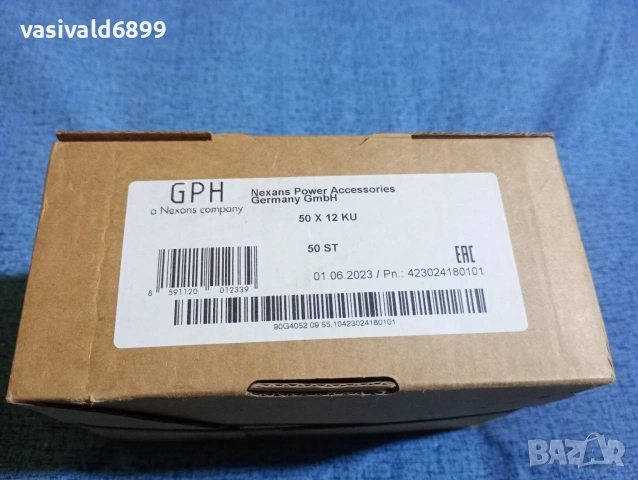 vasivald6899
GPH
a Nexans company
Nexans Power Accessories
Germany GmbH
50 X 12 KU
50 ST
EAC
01.06.2023 / Pn.: 423024180101
8 591120 012339
90G4052 09 55.10423024180101
BAZAR